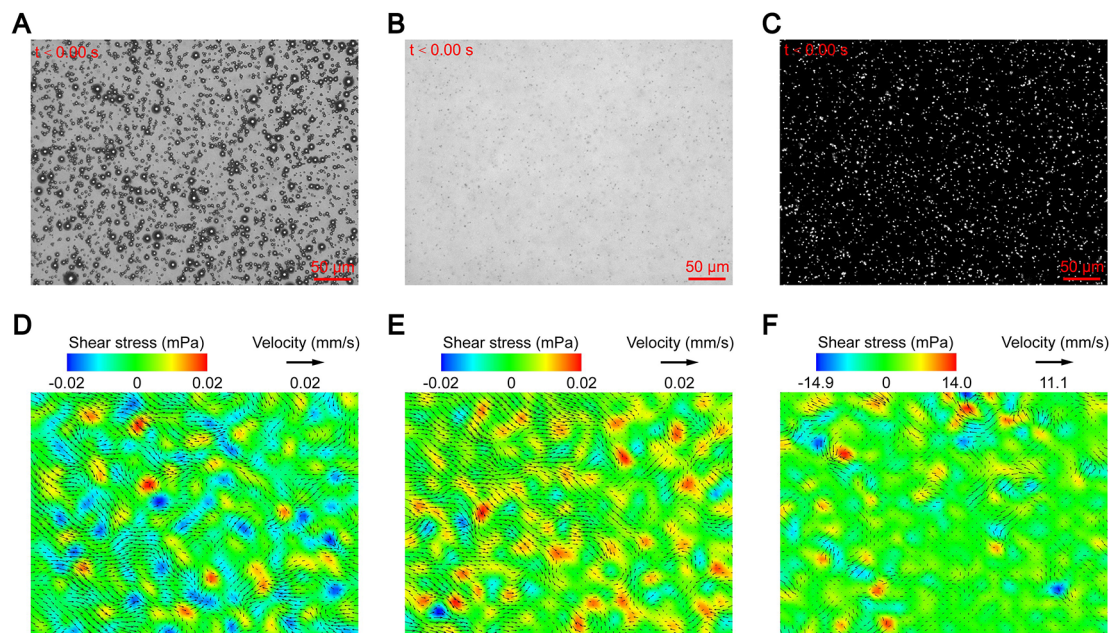 A
B
C
t < 0.00 s
t < 0.00 s
t < 0.00 s
50 µm
50 µm
50 µm
D
E
F
Shear stress (mPa)
Velocity (mm/s)
Shear stress (mPa)
Velocity (mm/s)
Shear stress (mPa)
Velocity (mm/s)
-0.02 0 0.02 0.02
-0.02 0 0.02 0.02
-14.9 0 14.0 11.1